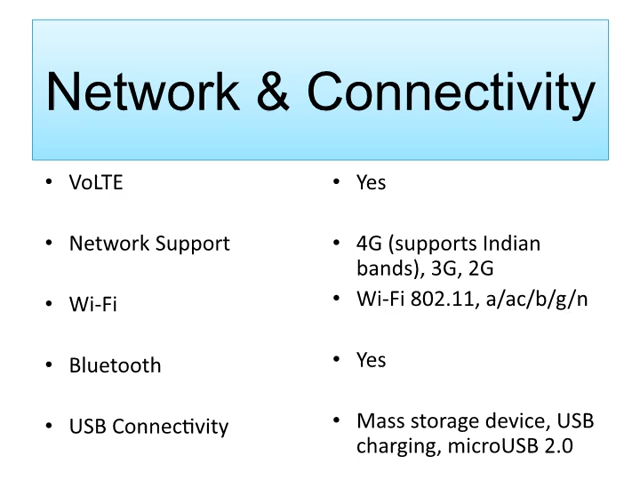 Network & Connectivity
• VoLTE
• Network Support
• Wi-Fi
• Bluetooth
• USB Connectivity
• Yes
• 4G (supports Indian
bands), 3G, 2G
• Wi-Fi 802.11, a/ac/b/g/n
• Yes
• Mass storage device, USB
charging, microUSB 2.0